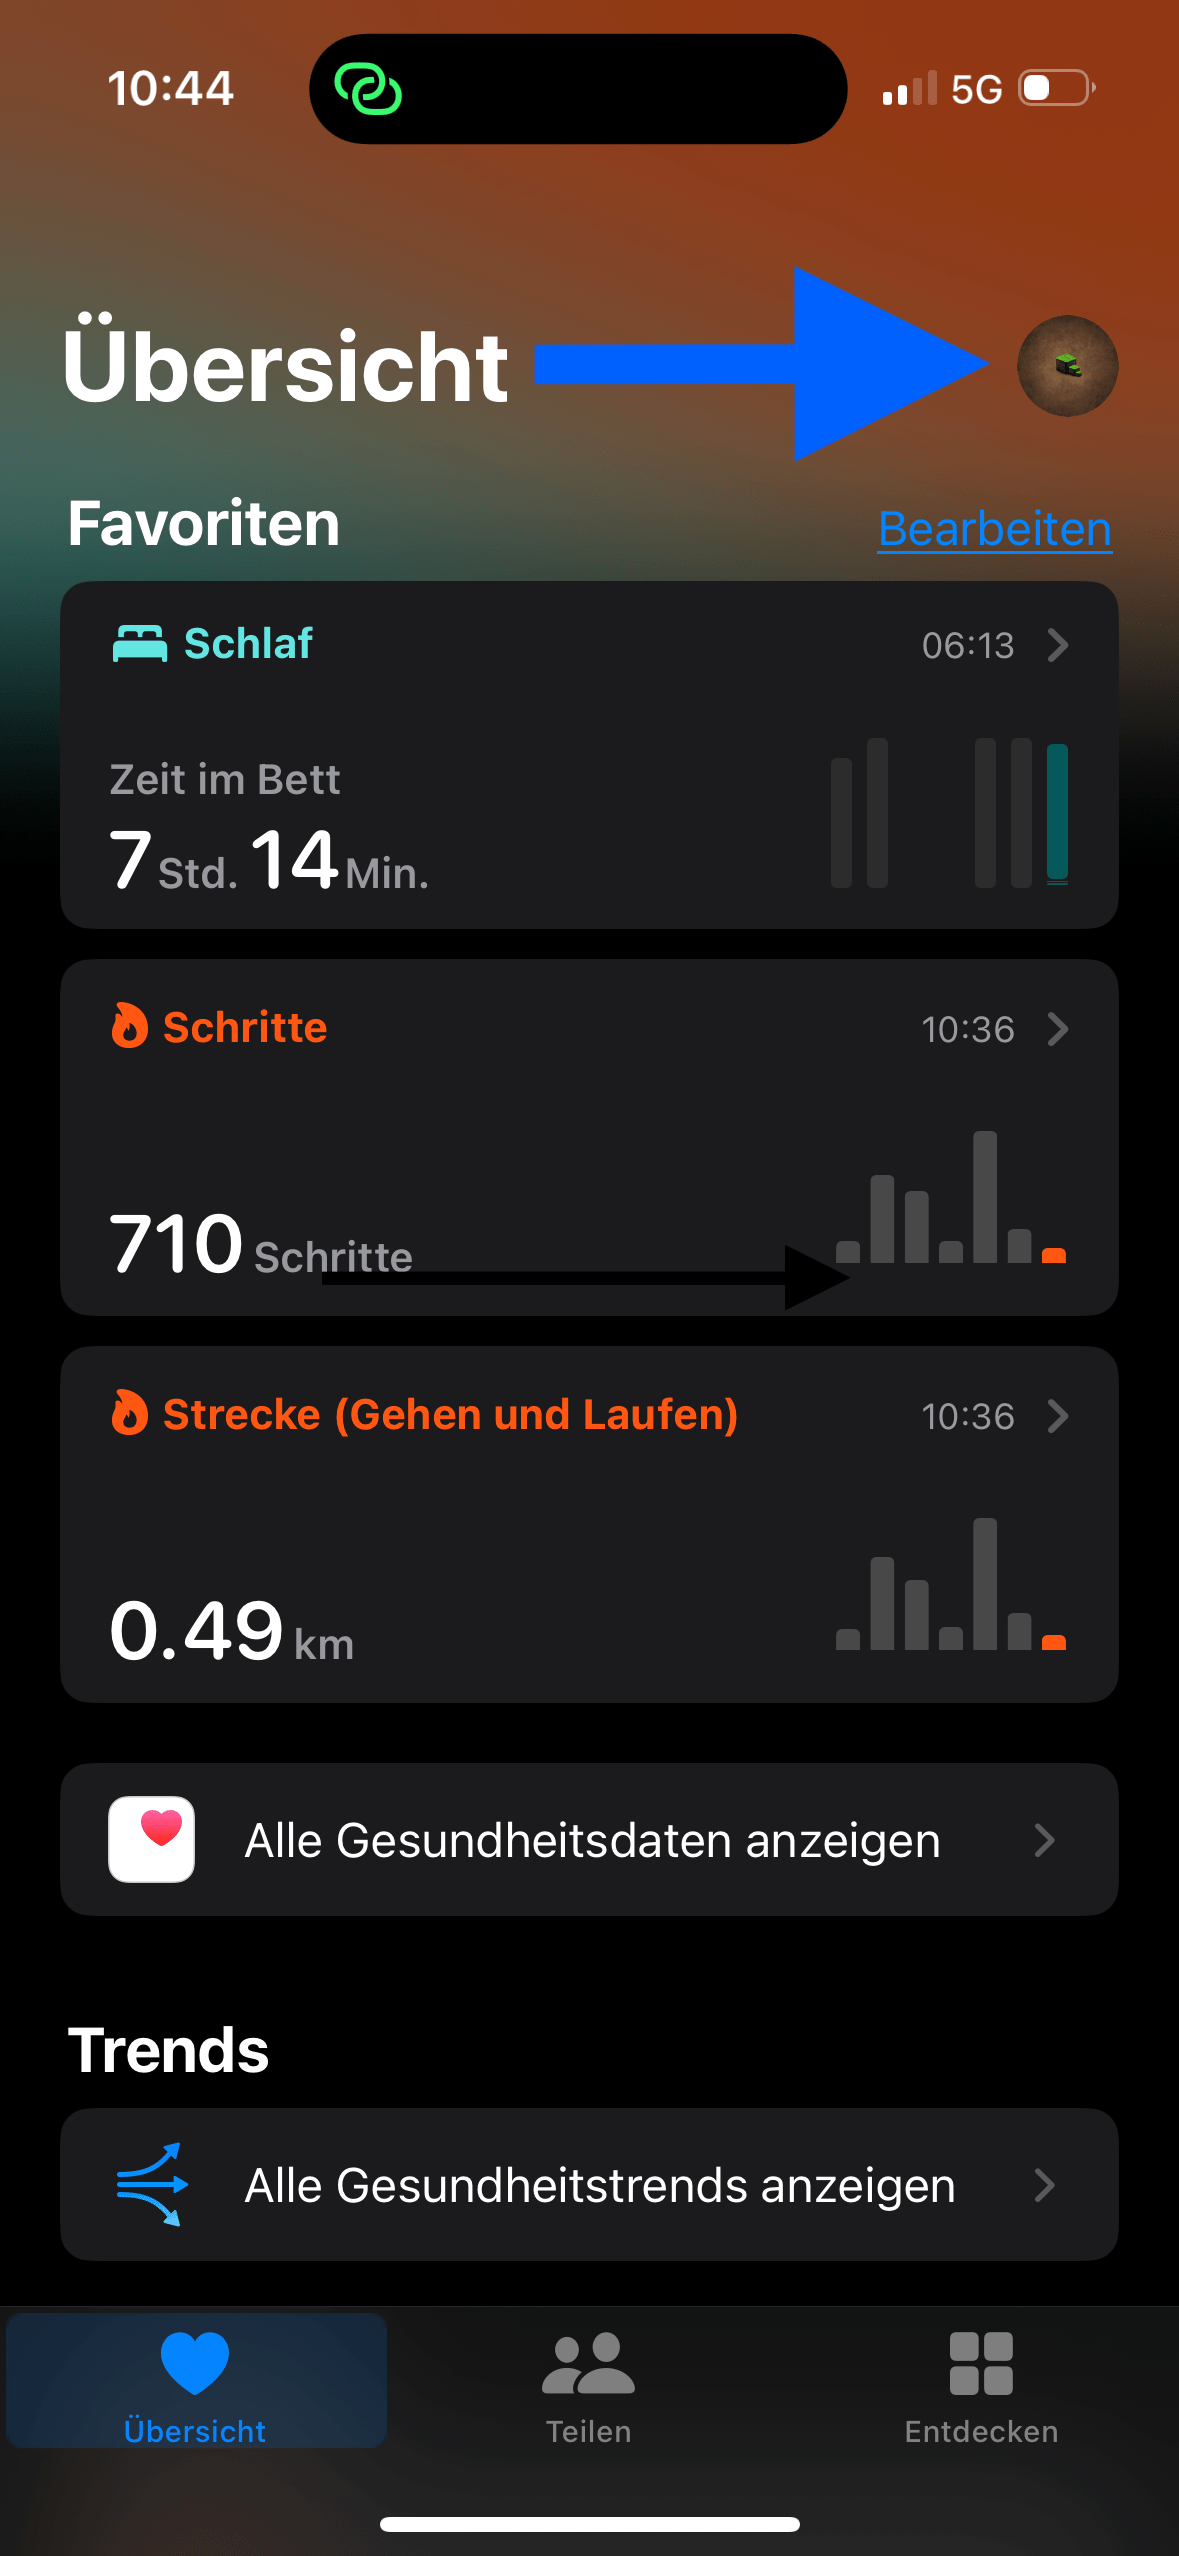 10:44
5G
Übersicht
Favoriten
Bearbeiten
Schlaf
06:13
Zeit im Bett
7 Std. 14 Min.
Schritte
10:36
710 Schritte
Strecke (Gehen und Laufen)
10:36
0.49 km
Alle Gesundheitsdaten anzeigen
Trends
Alle Gesundheitstrends anzeigen
Übersicht
Teilen
Entdecken